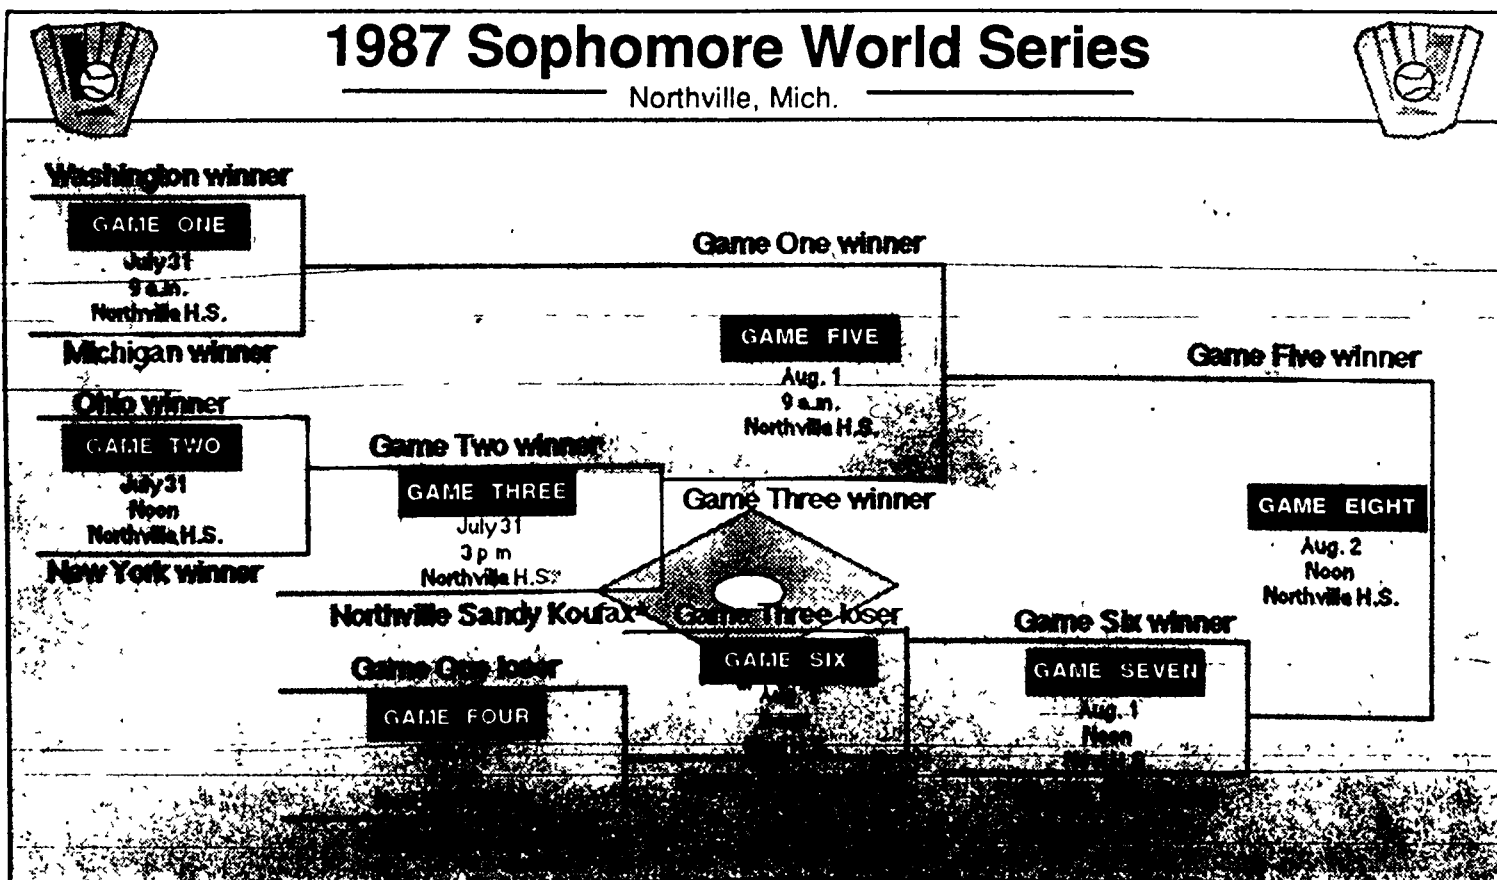 1987 Sophomore World Series
Northville, Mich.
Washington winner
GAME ONE
July 31
9 a.m.
Northville H.S.
Michigan winner
Ohio winner
GAME TWO
July 31
Noon
Northville H.S.
New York winner
Game Two winner
GAME THREE
July 31
3 p m
Northville H.S.
Northville Sandy Koufax*
Game One loser
GAME FOUR
Game One winner
GAME FIVE
Aug. 1
9 a.m.
Northville H.S.
Game Three winner
Game Three loser
GAME SIX
Game Six winner
GAME SEVEN
Aug. 1
Noon
Game Five winner
GAME EIGHT
Aug. 2
Noon
Northville H.S.